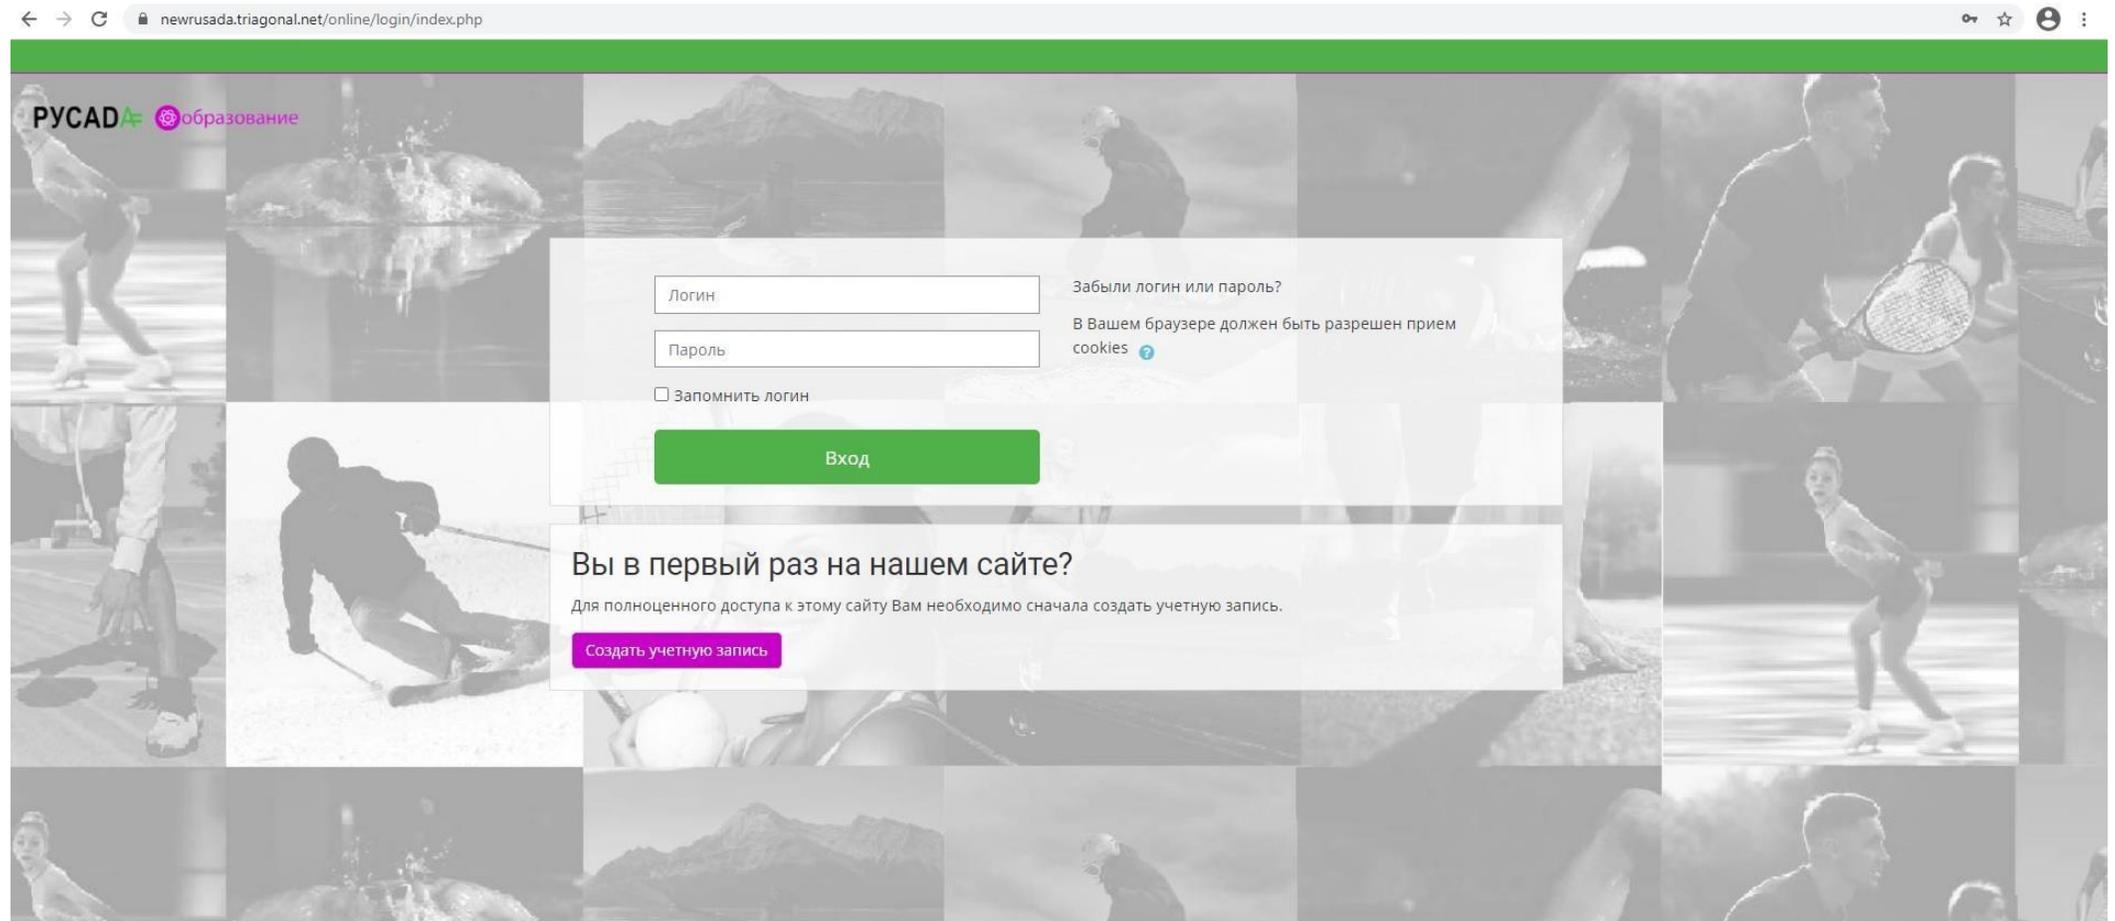 newrusada.triagonal.net/online/login/index.php
РУСАDA образование
Логин
Забыли логин или пароль?
В Вашем браузере должен быть разрешен прием
cookies ?
Пароль
Запомнить логин
Вход
Вы в первый раз на нашем сайте?
Для полноценного доступа к этому сайту Вам необходимо сначала создать учетную запись.
Создать учетную запись